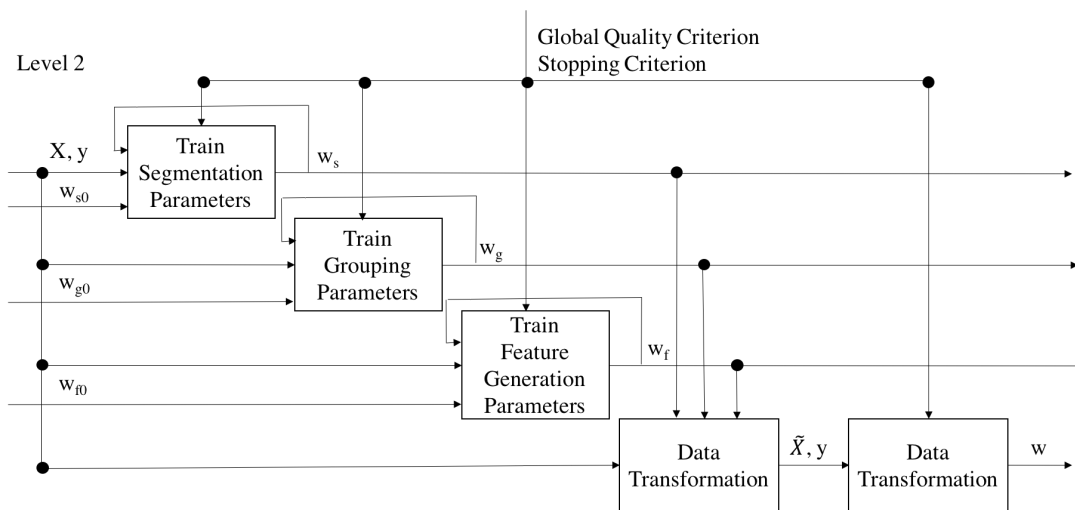 Global Quality Criterion
Stopping Criterion
Level 2
X, y
w_s0
Train
Segmentation
Parameters
w_s
w_g0
Train
Grouping
Parameters
w_g
w_f0
Train
Feature
Generation
Parameters
w_f
Data
Transformation
X̃, y
Data
Transformation
w